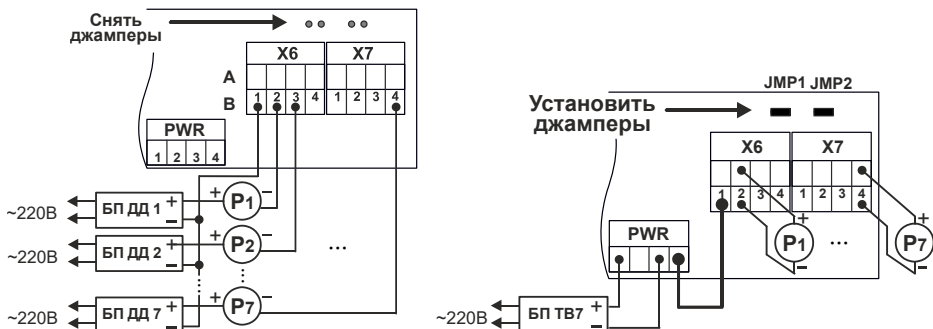 Снять
джамперы
X6 X7
A
B
1 2 3 4 1 2 3 4
PWR
1 2 3 4
~220В БП ДД 1 + − + P1 −
~220В БП ДД 2 + − + P2 − ...
~220В БП ДД 7 + − + P7 −
JMP1 JMP2
Установить
джамперы
X6 X7
1 2 3 4 1 2 3 4
PWR
+ P1 − ... + P7 −
~220В БП ТВ7 + −